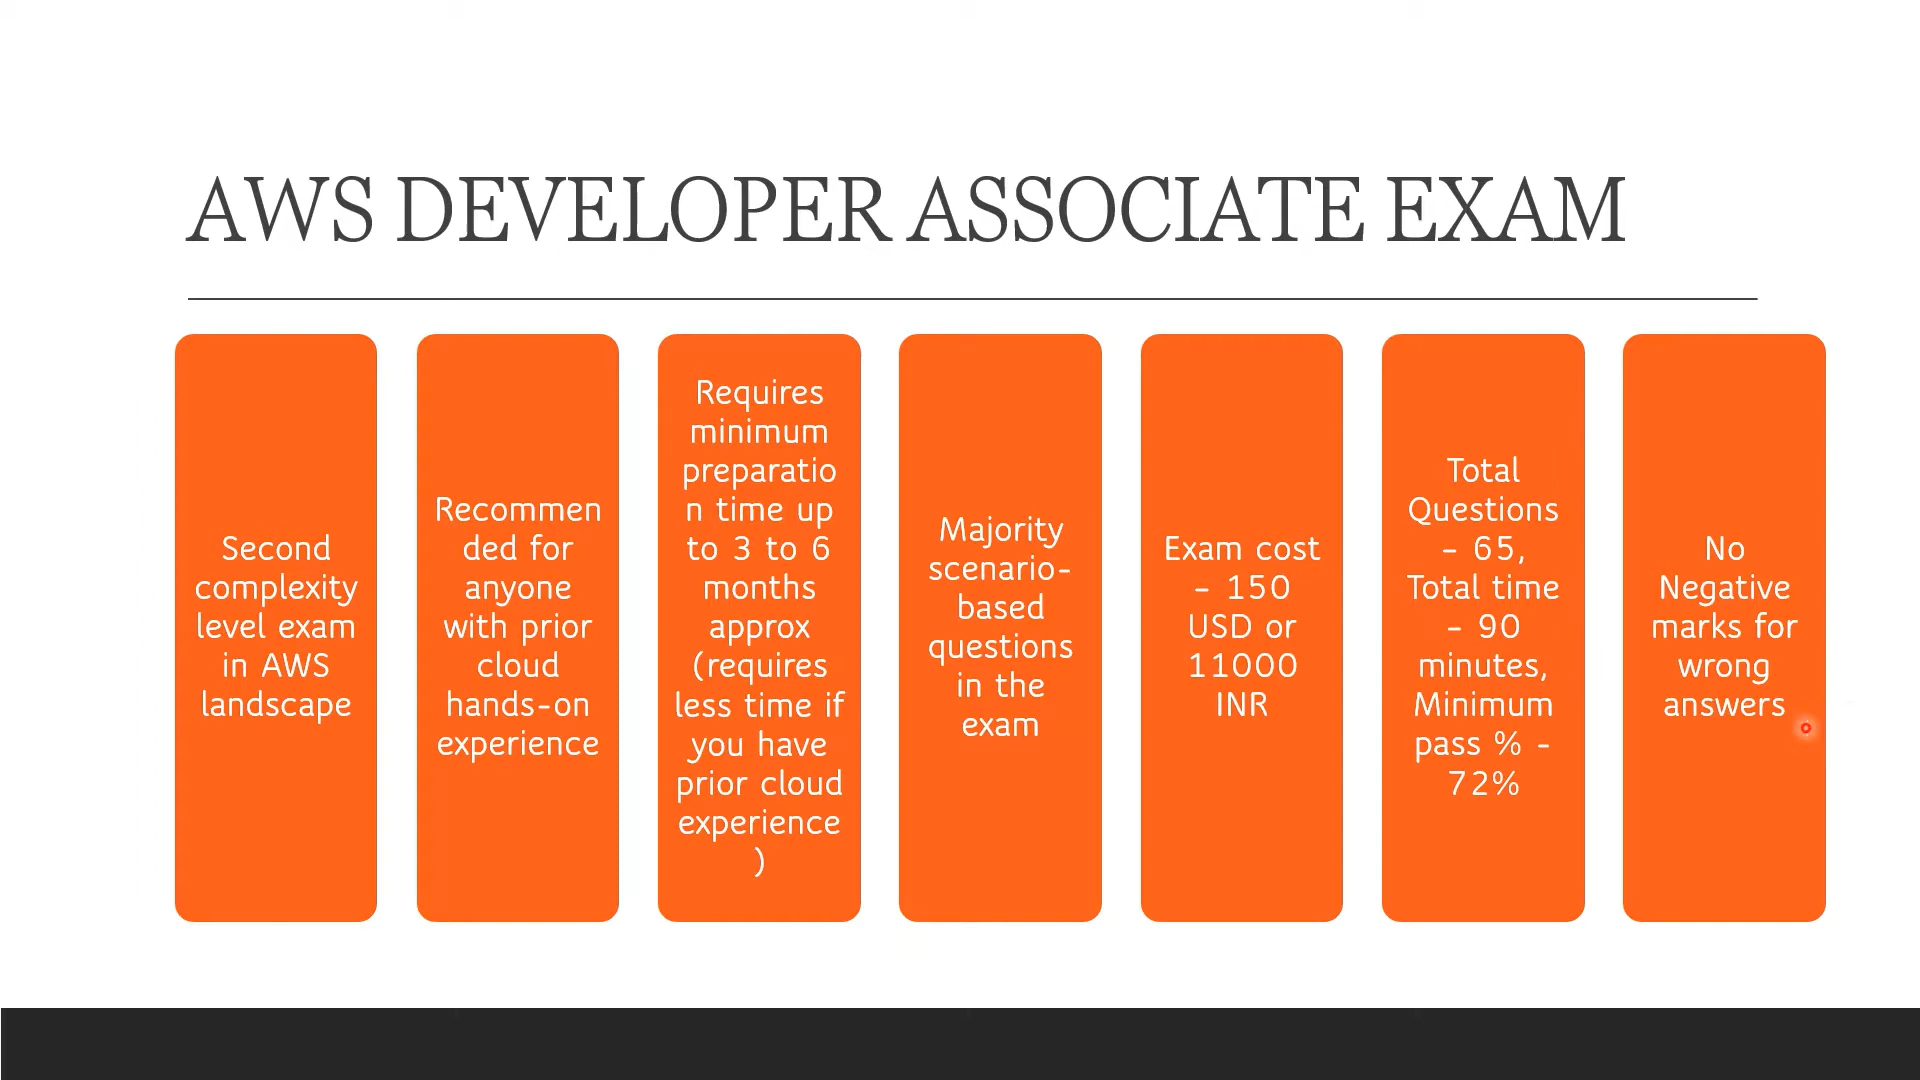 AWS DEVELOPER ASSOCIATE EXAM
Second
complexity
level exam
in AWS
landscape
Recommen
ded for
anyone
with prior
cloud
hands-on
experience
Requires
minimum
preparatio
n time up
to 3 to 6
months
approx
(requires
less time if
you have
prior cloud
experience
)
Majority
scenario-
based
questions
in the
exam
Exam cost
– 150
USD or
11000
INR
Total
Questions
– 65,
Total time
– 90
minutes,
Minimum
pass % -
72%
No
Negative
marks for
wrong
answers